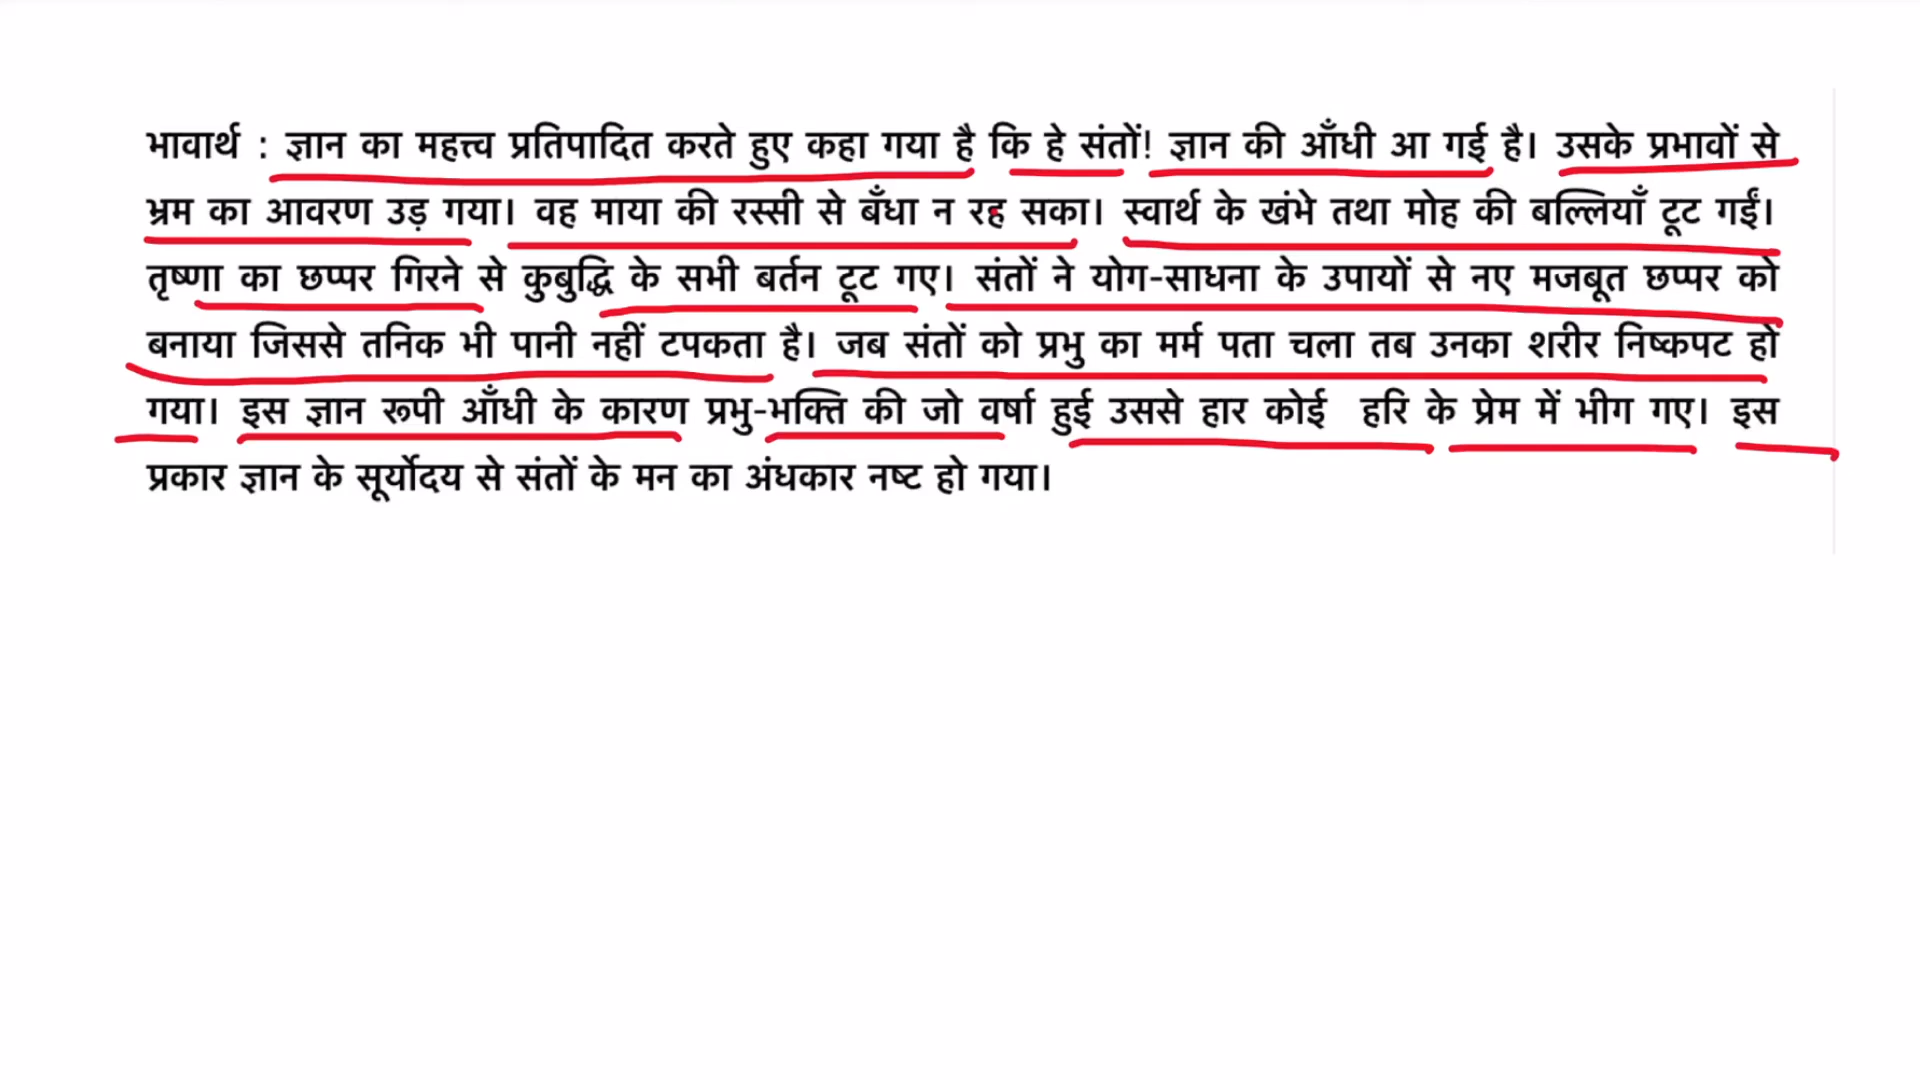 भावार्थ : ज्ञान का महत्त्व प्रतिपादित करते हुए कहा गया है कि हे संतों! ज्ञान की आँधी आ गई है। उसके प्रभावों से
भ्रम का आवरण उड़ गया। वह माया की रस्सी से बँधा न रह सका। स्वार्थ के खंभे तथा मोह की बल्लियाँ टूट गईं।
तृष्णा का छप्पर गिरने से कुबुद्धि के सभी बर्तन टूट गए। संतों ने योग-साधना के उपायों से नए मजबूत छप्पर को
बनाया जिससे तनिक भी पानी नहीं टपकता है। जब संतों को प्रभु का मर्म पता चला तब उनका शरीर निष्कपट हो
गया। इस ज्ञान रूपी आँधी के कारण प्रभु-भक्ति की जो वर्षा हुई उससे हार कोई हरि के प्रेम में भीग गए। इस
प्रकार ज्ञान के सूर्योदय से संतों के मन का अंधकार नष्ट हो गया।